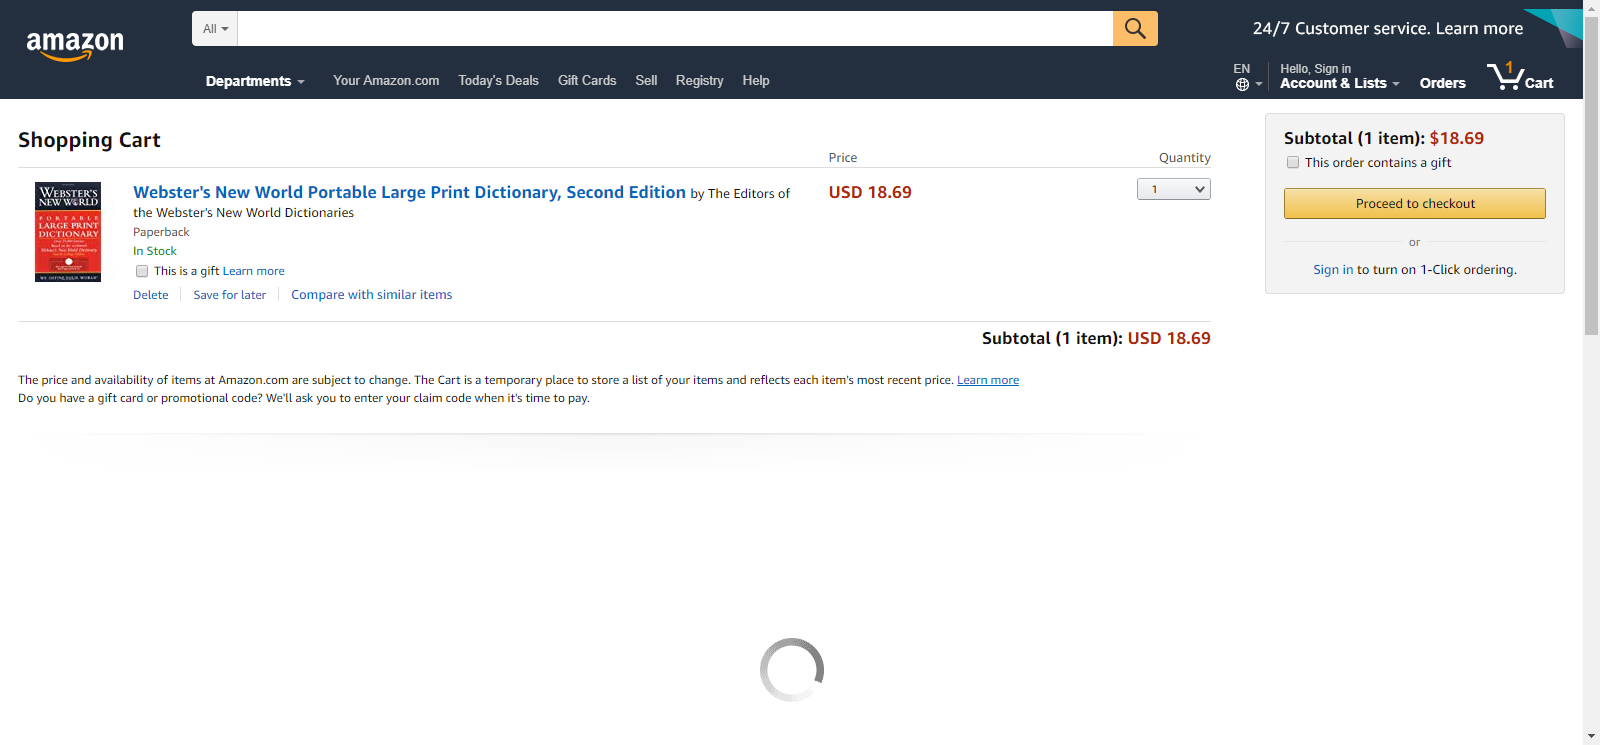 amazon
All
24/7 Customer service. Learn more
Departments
Your Amazon.com Today's Deals Gift Cards Sell Registry Help
EN
Hello, Sign in
Account & Lists
Orders
1
Cart
Shopping Cart
Price
Quantity
WEBSTER'S
NEW WORLD
PORTABLE
LARGE PRINT
DICTIONARY
Webster's New World Portable Large Print Dictionary, Second Edition by The Editors of
the Webster's New World Dictionaries
Paperback
In Stock
This is a gift Learn more
Delete Save for later Compare with similar items
USD 18.69
1
Subtotal (1 item): USD 18.69
The price and availability of items at Amazon.com are subject to change. The Cart is a temporary place to store a list of your items and reflects each item's most recent price. Learn more
Do you have a gift card or promotional code? We'll ask you to enter your claim code when it's time to pay.
Subtotal (1 item): $18.69
This order contains a gift
Proceed to checkout
or
Sign in to turn on 1-Click ordering.